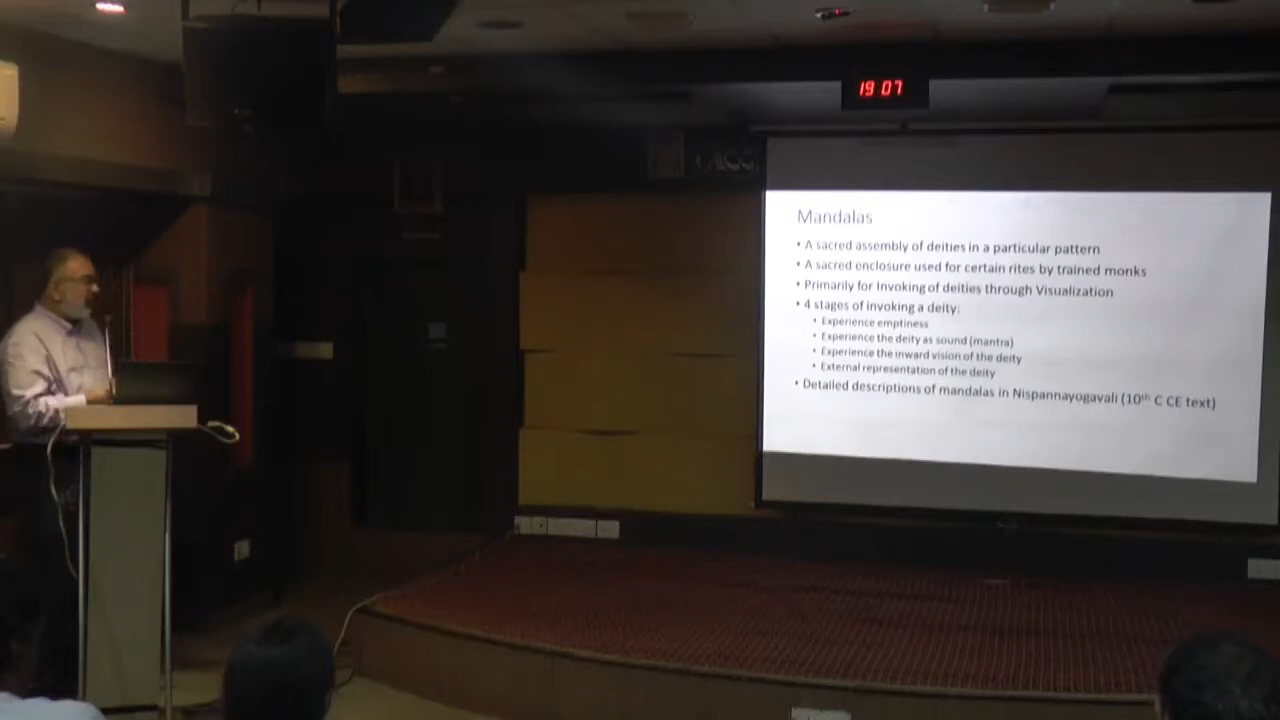 19 07
Mandalas
• A sacred assembly of deities in a particular pattern
• A sacred enclosure used for certain rites by trained monks
• Primarily for Invoking of deities through Visualization
• 4 stages of invoking a deity:
• Experience emptiness
• Experience the deity as sound (mantra)
• Experience the inward vision of the deity
• External representation of the deity
• Detailed descriptions of mandalas in Nispannayogavali (10th C CE text)